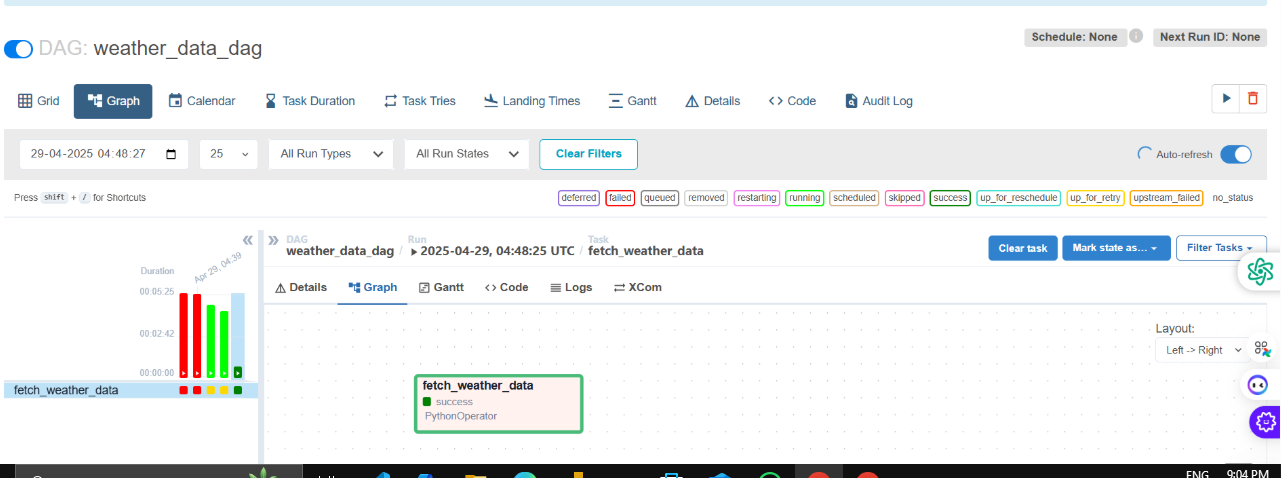 DAG: weather_data_dag
Schedule: None
Next Run ID: None
Grid
Graph
Calendar
Task Duration
Task Tries
Landing Times
Gantt
Details
Code
Audit Log
29-04-2025 04:48:27
25
All Run Types
All Run States
Clear Filters
Auto-refresh
Press shift + / for Shortcuts
deferred
failed
queued
removed
restarting
running
scheduled
skipped
success
up_for_reschedule
up_for_retry
upstream_failed
no_status
DAG
weather_data_dag
/
Run
2025-04-29, 04:48:25 UTC
/
Task
fetch_weather_data
Clear task
Mark state as...
Filter Tasks
Details
Graph
Gantt
Code
Logs
XCom
Apr 29, 04:39
Duration
00:05:25
00:02:42
00:00:00
fetch_weather_data
Layout:
Left -> Right
fetch_weather_data
success
PythonOperator
ENG
9:04 PM